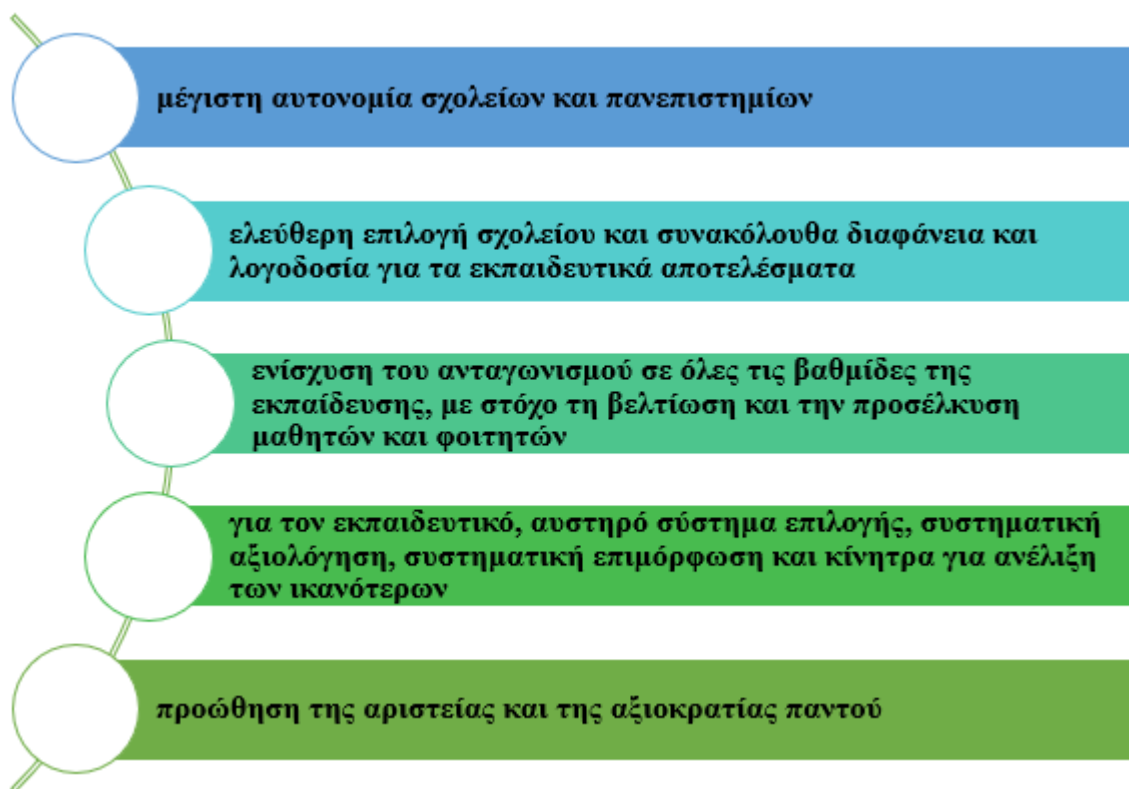 μέγιστη αυτονομία σχολείων και πανεπιστημίων
ελεύθερη επιλογή σχολείου και συνακόλουθα διαφάνεια και
λογοδοσία για τα εκπαιδευτικά αποτελέσματα
ενίσχυση του ανταγωνισμού σε όλες τις βαθμίδες της
εκπαίδευσης, με στόχο τη βελτίωση και την προσέλκυση
μαθητών και φοιτητών
για τον εκπαιδευτικό, αυστηρό σύστημα επιλογής, συστηματική
αξιολόγηση, συστηματική επιμόρφωση και κίνητρα για ανέλιξη
των ικανότερων
προώθηση της αριστείας και της αξιοκρατίας παντού